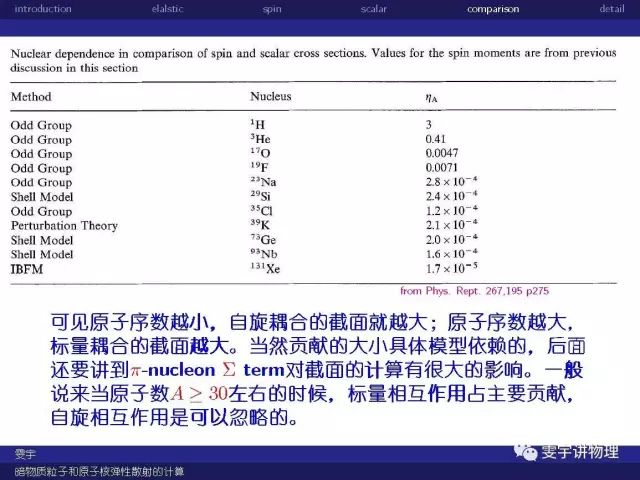 introduction elalstic spin scalar comparison detail
Nuclear dependence in comparison of spin and scalar cross sections. Values for the spin moments are from previous
discussion in this section
Method Nucleus ηA
Odd Group ¹H 3
Odd Group ³He 0.41
Odd Group ¹⁷O 0.0047
Odd Group ¹⁹F 0.0071
Odd Group ²³Na 2.8 × 10⁻⁴
Shell Model ²⁹Si 2.4 × 10⁻⁴
Odd Group ³⁵Cl 1.2 × 10⁻⁴
Perturbation Theory ³⁹K 2.1 × 10⁻⁴
Shell Model ⁷³Ge 2.0 × 10⁻⁴
Shell Model ⁹³Nb 1.6 × 10⁻⁴
IBFM ¹³¹Xe 1.7 × 10⁻⁵
from Phys. Rept. 267,195 p275
可见原子序数越小，自旋耦合的截面就越大；原子序数越大，
标量耦合的截面越大。当然贡献的大小具体模型依赖的，后面
还要讲到π-nucleon Σ term对截面的计算有很大的影响。一般
说来当原子数A ≥ 30左右的时候，标量相互作用占主要贡献，
自旋相互作用是可以忽略的。
雯宇
雯宇讲物理
暗物质粒子和原子核弹性散射的计算